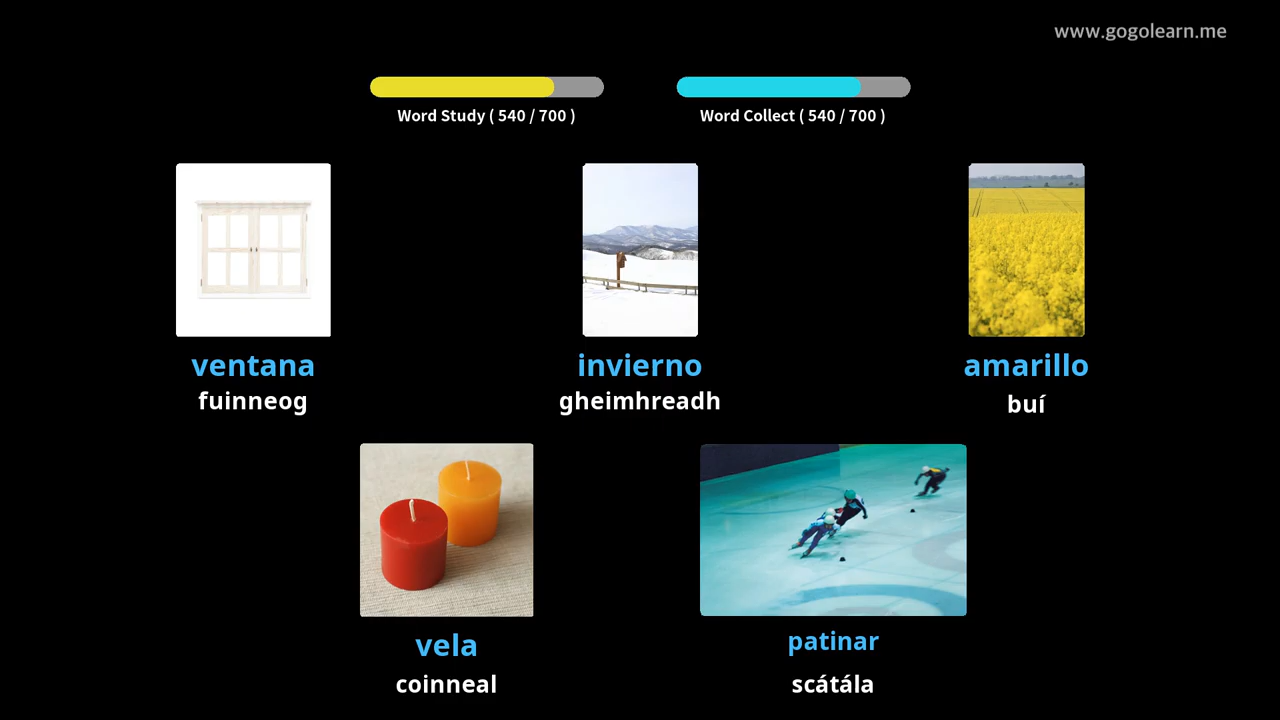 www.gogolearn.me
Word Study ( 540 / 700 )
Word Collect ( 540 / 700 )
ventana
fuinneog
invierno
gheimhreadh
amarillo
buí
vela
coinneal
patinar
scátála